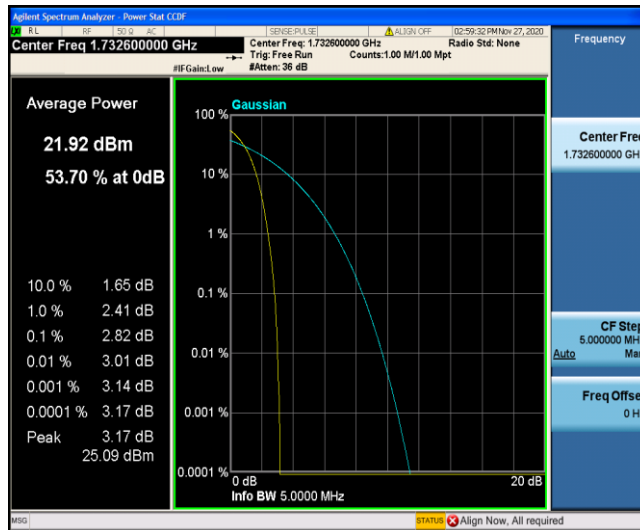 Agilent Spectrum Analyzer - Power Stat CCDF
RL RF 50 Ω AC SENSE:PULSE ALIGN OFF 02:59:32 PM Nov 27, 2020
Center Freq 1.732600000 GHz
Center Freq: 1.732600000 GHz Radio Std: None
Trig: Free Run Counts:1.00 M/1.00 Mpt
#IFGain:Low #Atten: 36 dB
Frequency
Average Power
21.92 dBm
53.70 % at 0dB
10.0 % 1.65 dB
1.0 % 2.41 dB
0.1 % 2.82 dB
0.01 % 3.01 dB
0.001 % 3.14 dB
0.0001 % 3.17 dB
Peak 3.17 dB
25.09 dBm
Gaussian
100 %
10 %
1 %
0.1 %
0.01 %
0.001 %
0.0001 %
0 dB 20 dB
Info BW 5.0000 MHz
Center Fre
1.732600000 GH
CF Step
5.000000 MH
Auto Ma
Freq Offse
0 H
MSG STATUS Align Now, All required